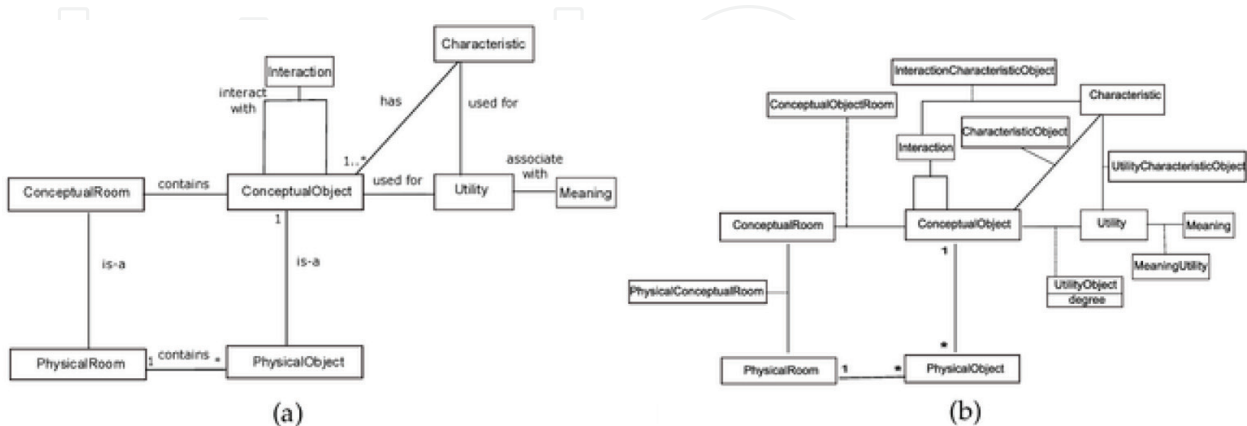 Characteristic
Interaction
interact
with
has
used for
1..*
associate
with
ConceptualRoom
contains
ConceptualObject
used for
Utility
Meaning
1
is-a
is-a
PhysicalRoom
1
contains
*
PhysicalObject
(a)
InteractionCharacteristicObject
ConceptualObjectRoom
Characteristic
CharacteristicObject
Interaction
UtilityCharacteristicObject
ConceptualRoom
ConceptualObject
Utility
Meaning
1
MeaningUtility
PhysicalConceptualRoom
UtilityObject
degree
*
PhysicalRoom
1
*
PhysicalObject
(b)